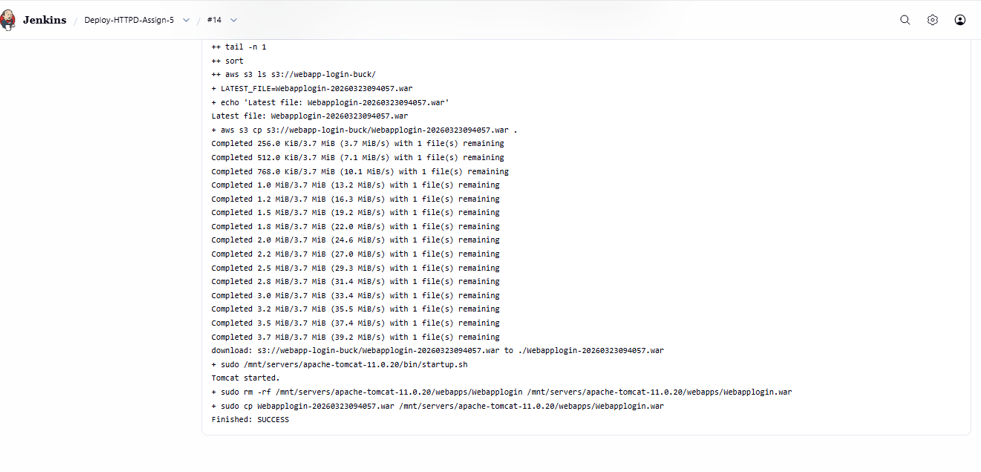 Jenkins / Deploy-HTTPD-Assign-5 / #14
++ tail -n 1
++ sort
++ aws s3 ls s3://webapp-login-buck/
+ LATEST_FILE=Webapplogin-20260323094057.war
+ echo 'Latest file: Webapplogin-20260323094057.war'
Latest file: Webapplogin-20260323094057.war
+ aws s3 cp s3://webapp-login-buck/Webapplogin-20260323094057.war .
Completed 256.0 KiB/3.7 MiB (3.7 MiB/s) with 1 file(s) remaining
Completed 512.0 KiB/3.7 MiB (7.1 MiB/s) with 1 file(s) remaining
Completed 768.0 KiB/3.7 MiB (10.1 MiB/s) with 1 file(s) remaining
Completed 1.0 MiB/3.7 MiB (13.2 MiB/s) with 1 file(s) remaining
Completed 1.2 MiB/3.7 MiB (16.3 MiB/s) with 1 file(s) remaining
Completed 1.5 MiB/3.7 MiB (19.2 MiB/s) with 1 file(s) remaining
Completed 1.8 MiB/3.7 MiB (22.0 MiB/s) with 1 file(s) remaining
Completed 2.0 MiB/3.7 MiB (24.6 MiB/s) with 1 file(s) remaining
Completed 2.2 MiB/3.7 MiB (27.0 MiB/s) with 1 file(s) remaining
Completed 2.5 MiB/3.7 MiB (29.3 MiB/s) with 1 file(s) remaining
Completed 2.8 MiB/3.7 MiB (31.4 MiB/s) with 1 file(s) remaining
Completed 3.0 MiB/3.7 MiB (33.4 MiB/s) with 1 file(s) remaining
Completed 3.2 MiB/3.7 MiB (35.5 MiB/s) with 1 file(s) remaining
Completed 3.5 MiB/3.7 MiB (37.4 MiB/s) with 1 file(s) remaining
Completed 3.7 MiB/3.7 MiB (39.2 MiB/s) with 1 file(s) remaining
download: s3://webapp-login-buck/Webapplogin-20260323094057.war to ./Webapplogin-20260323094057.war
+ sudo /mnt/servers/apache-tomcat-11.0.20/bin/startup.sh
Tomcat started.
+ sudo rm -rf /mnt/servers/apache-tomcat-11.0.20/webapps/Webapplogin /mnt/servers/apache-tomcat-11.0.20/webapps/Webapplogin.war
+ sudo cp Webapplogin-20260323094057.war /mnt/servers/apache-tomcat-11.0.20/webapps/Webapplogin.war
Finished: SUCCESS